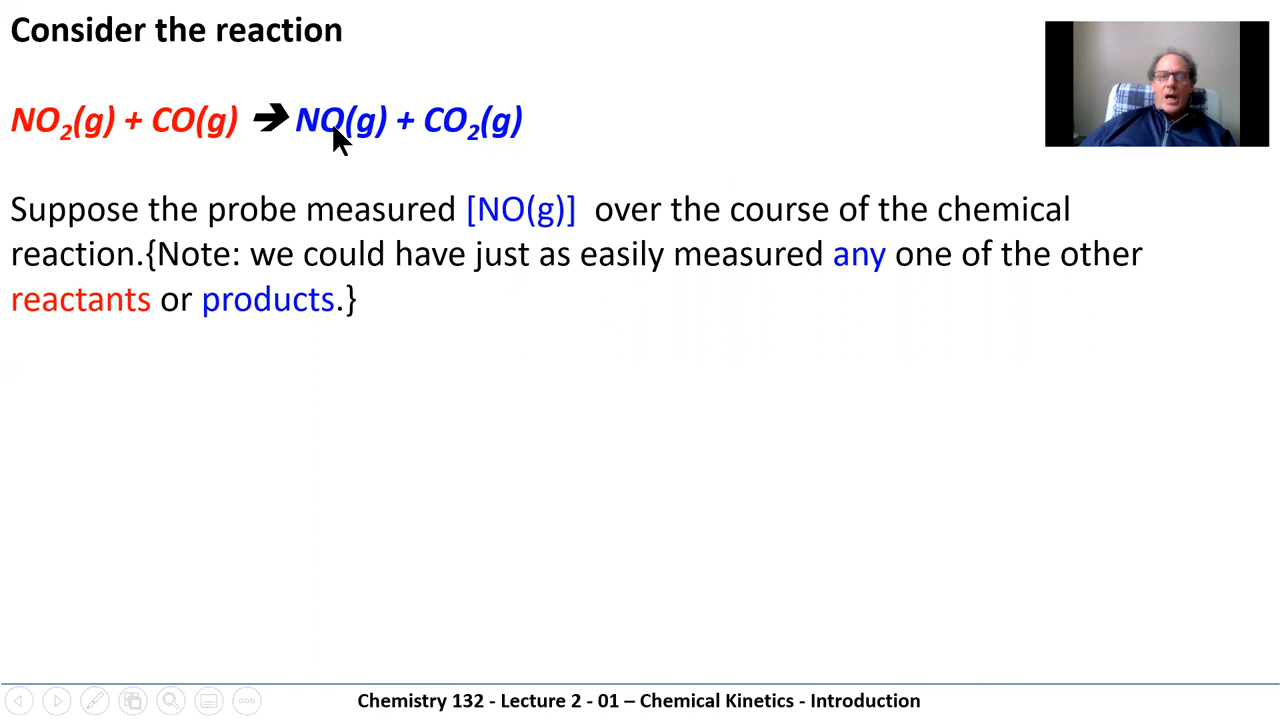 Consider the reaction
NO₂(g) + CO(g) 🡺 NO(g) + CO₂(g)
Suppose the probe measured [NO(g)] over the course of the chemical
reaction.{Note: we could have just as easily measured any one of the other
reactants or products.}
Chemistry 132 - Lecture 2 - 01 – Chemical Kinetics - Introduction